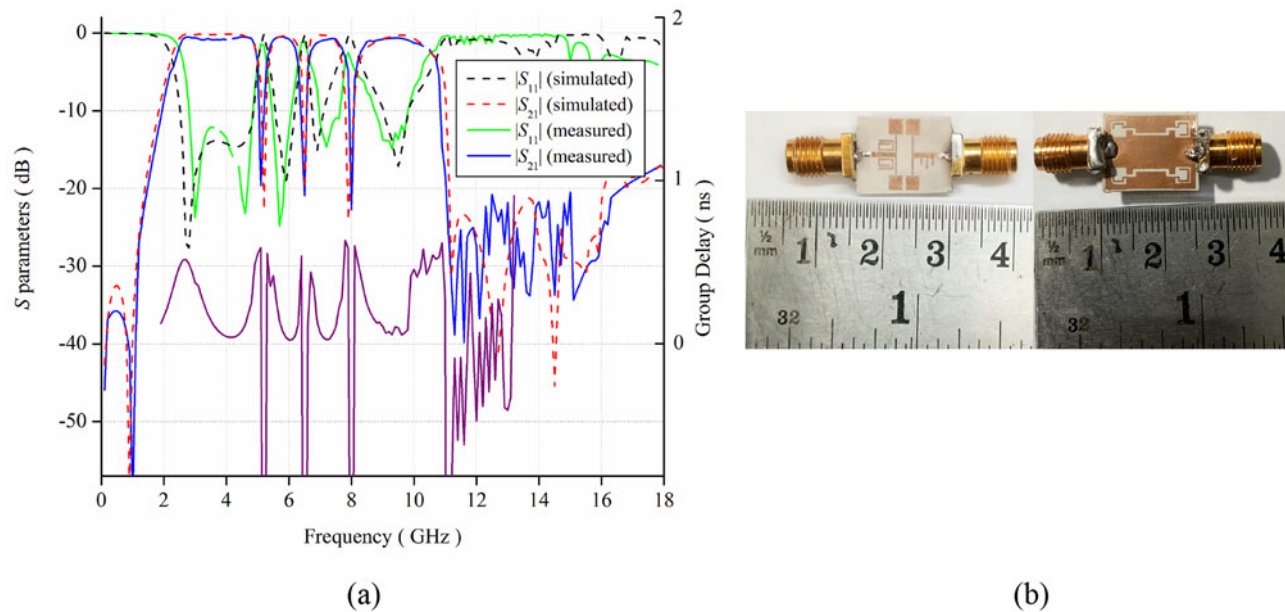 0
-10
-20
-30
-40
-50
S parameters ( dB )
2
1
0
Group Delay ( ns )
|S11| (simulated)
|S21| (simulated)
|S11| (measured)
|S21| (measured)
0 2 4 6 8 10 12 14 16 18
Frequency ( GHz )
½ mm 1 2 3 4
32 1
½ mm 1 2 3 4
32 1
(a) (b)